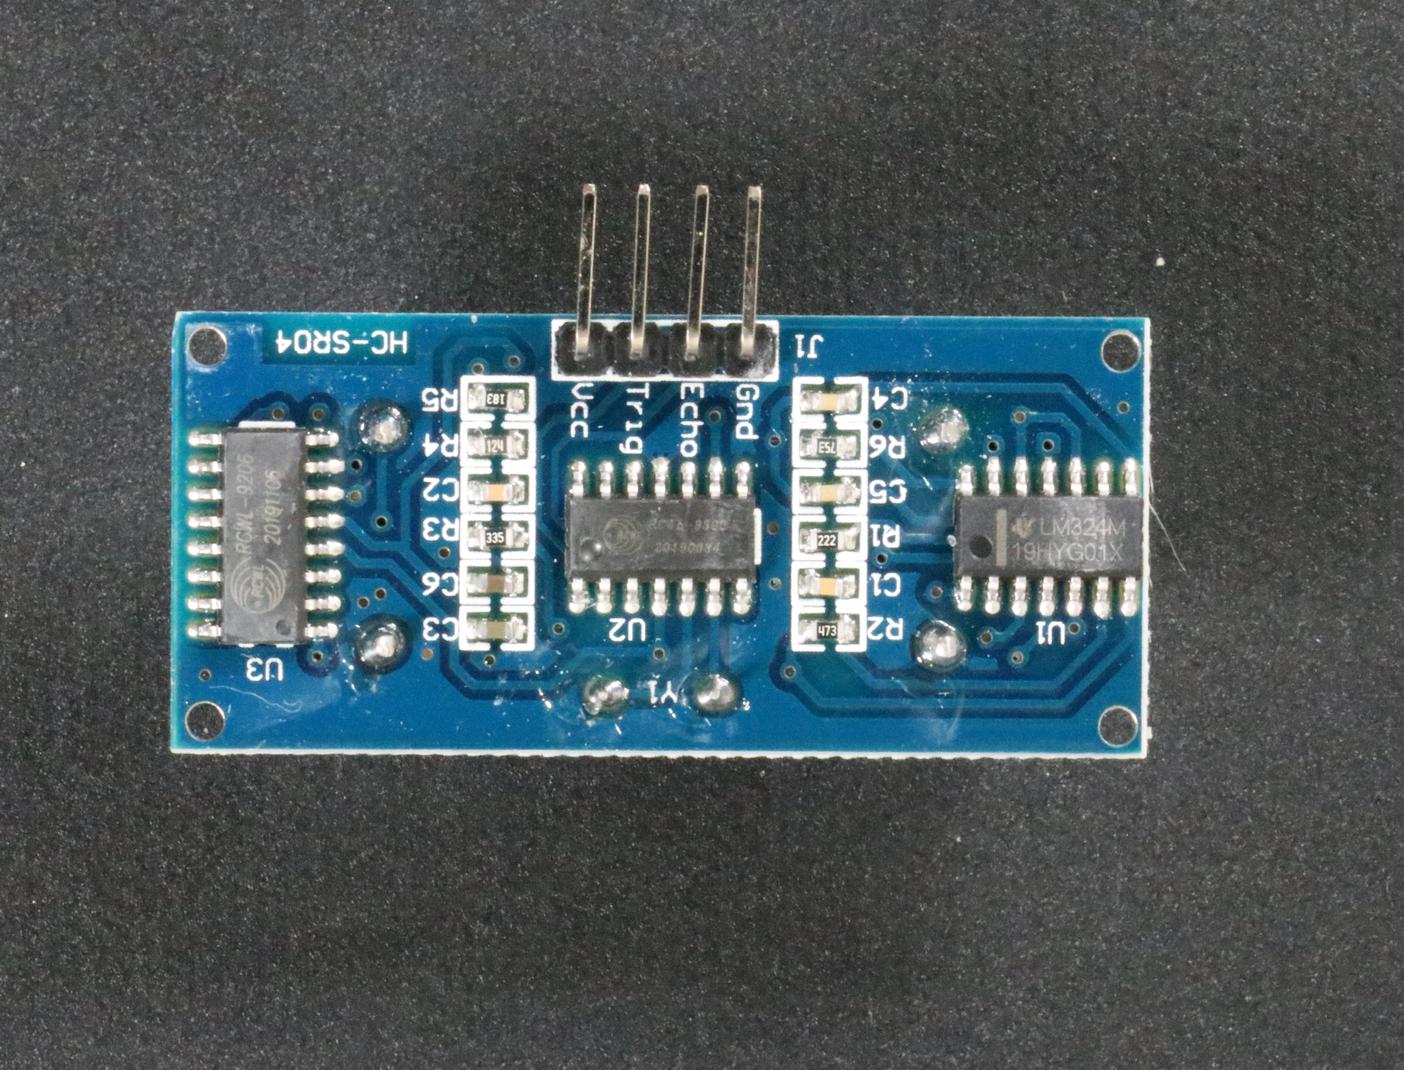 HC-SR04
J1
Vcc
Trig
Echo
Gnd
R5
183
R4
124
C2
R3
335
C6
C3
C4
R6
753
C5
R1
222
C1
R2
473
RCWL-9206
20191106
RCWL
U3
U2
Y1
LM324M
19HYG01X
U1